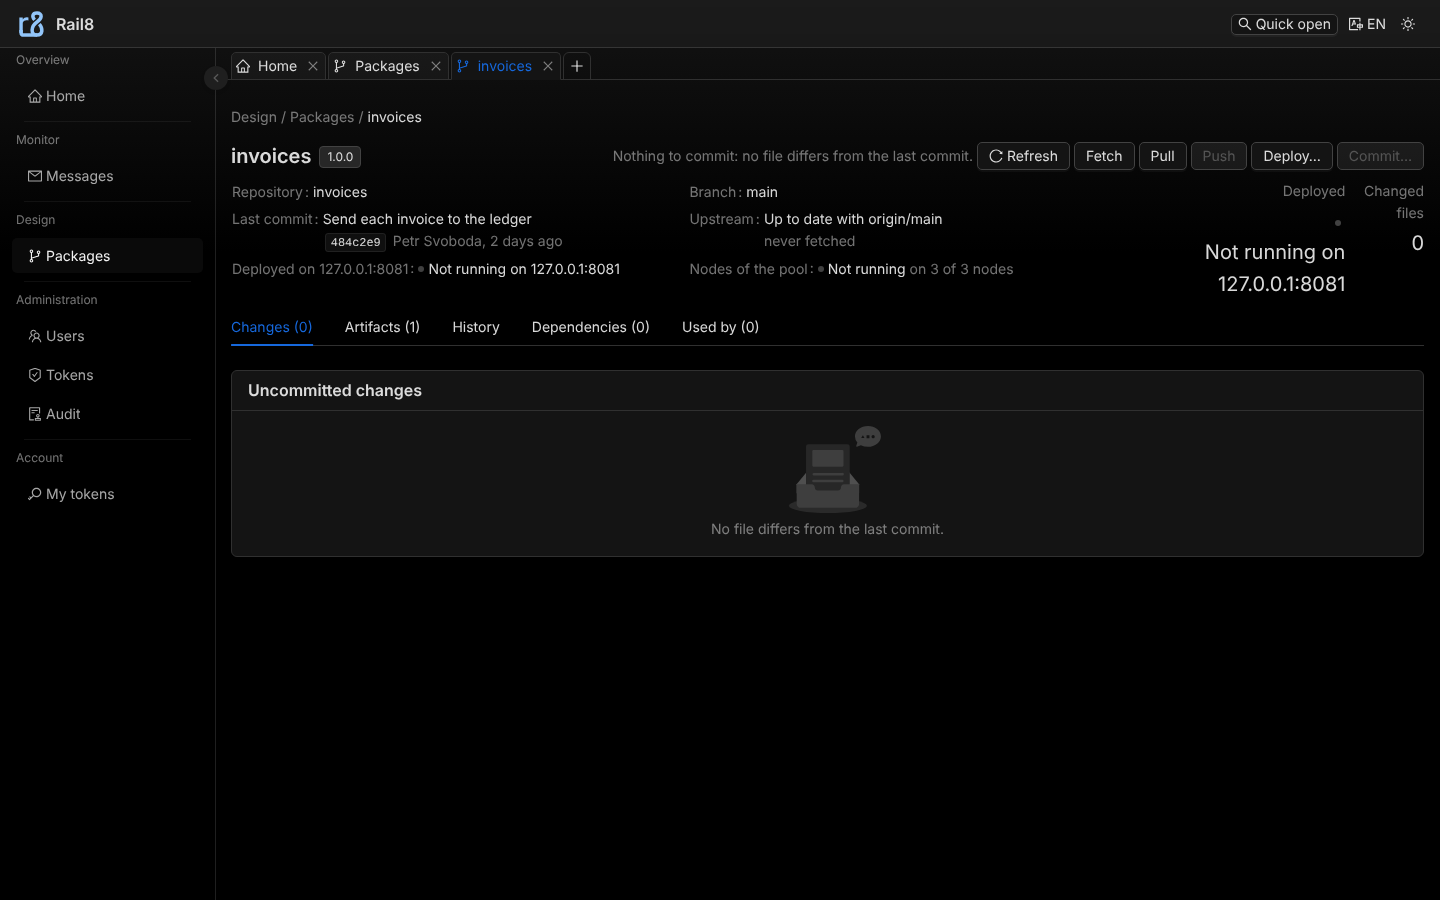 Rail8
Quick open
EN
Overview
Home
Monitor
Messages
Design
Packages
Administration
Users
Tokens
Audit
Account
My tokens
Home
Packages
invoices
Design / Packages / invoices
invoices 1.0.0
Nothing to commit: no file differs from the last commit.
Refresh
Fetch
Pull
Push
Deploy...
Commit...
Repository: invoices
Branch: main
Last commit: Send each invoice to the ledger
484c2e9 Petr Svoboda, 2 days ago
Upstream: Up to date with origin/main
never fetched
Deployed on 127.0.0.1:8081: Not running on 127.0.0.1:8081
Nodes of the pool: Not running on 3 of 3 nodes
Deployed
Not running on
127.0.0.1:8081
Changed
files
0
Changes (0)
Artifacts (1)
History
Dependencies (0)
Used by (0)
Uncommitted changes
No file differs from the last commit.